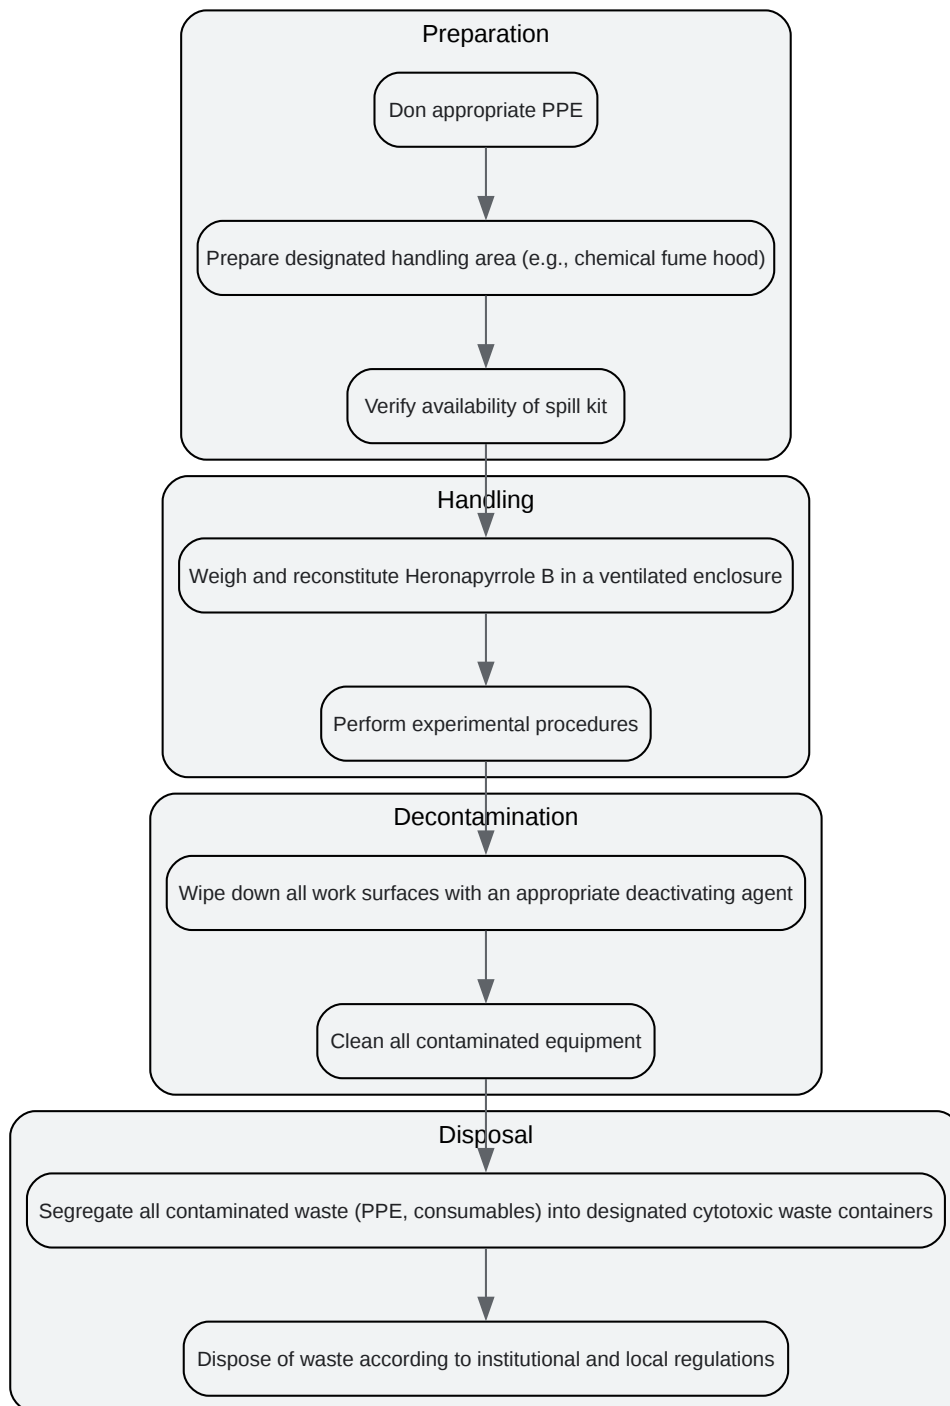 Preparation
Don appropriate PPE
Prepare designated handling area (e.g., chemical fume hood)
Verify availability of spill kit
Handling
Weigh and reconstitute Heronapyrrole B in a ventilated enclosure
Perform experimental procedures
Decontamination
Wipe down all work surfaces with an appropriate deactivating agent
Clean all contaminated equipment
Disposal
Segregate all contaminated waste (PPE, consumables) into designated cytotoxic waste containers
Dispose of waste according to institutional and local regulations